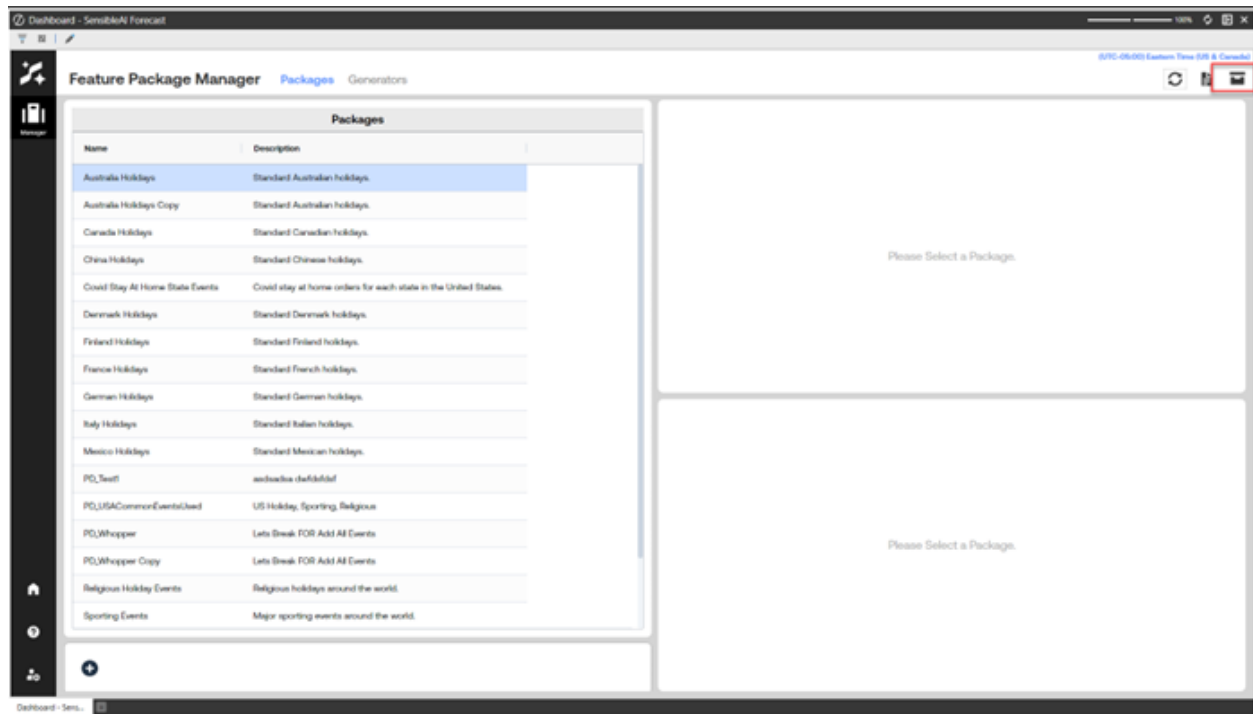 Dashboard - SensibleAI Forecast
100%
(UTC-05:00) Eastern Time (US & Canada)
Feature Package Manager Packages Generators
Manager
Packages
Name Description
Australia Holidays Standard Australian holidays.
Australia Holidays Copy Standard Australian holidays.
Canada Holidays Standard Canadian holidays.
China Holidays Standard Chinese holidays.
Covid Stay At Home State Events Covid stay at home orders for each state in the United States.
Denmark Holidays Standard Denmark holidays.
Finland Holidays Standard Finland holidays.
France Holidays Standard French holidays.
German Holidays Standard German holidays.
Italy Holidays Standard Italian holidays.
Mexico Holidays Standard Mexican holidays.
PD_Test1
PD_USACommonEventsUsed US Holiday, Sporting, Religious
PD_Whopper Lets Break FOR Add All Events
PD_Whopper Copy Lets Break FOR Add All Events
Religious Holiday Events Religious holidays around the world.
Sporting Events Major sporting events around the world.
Please Select a Package.
Please Select a Package.
Dashboard - Sens...